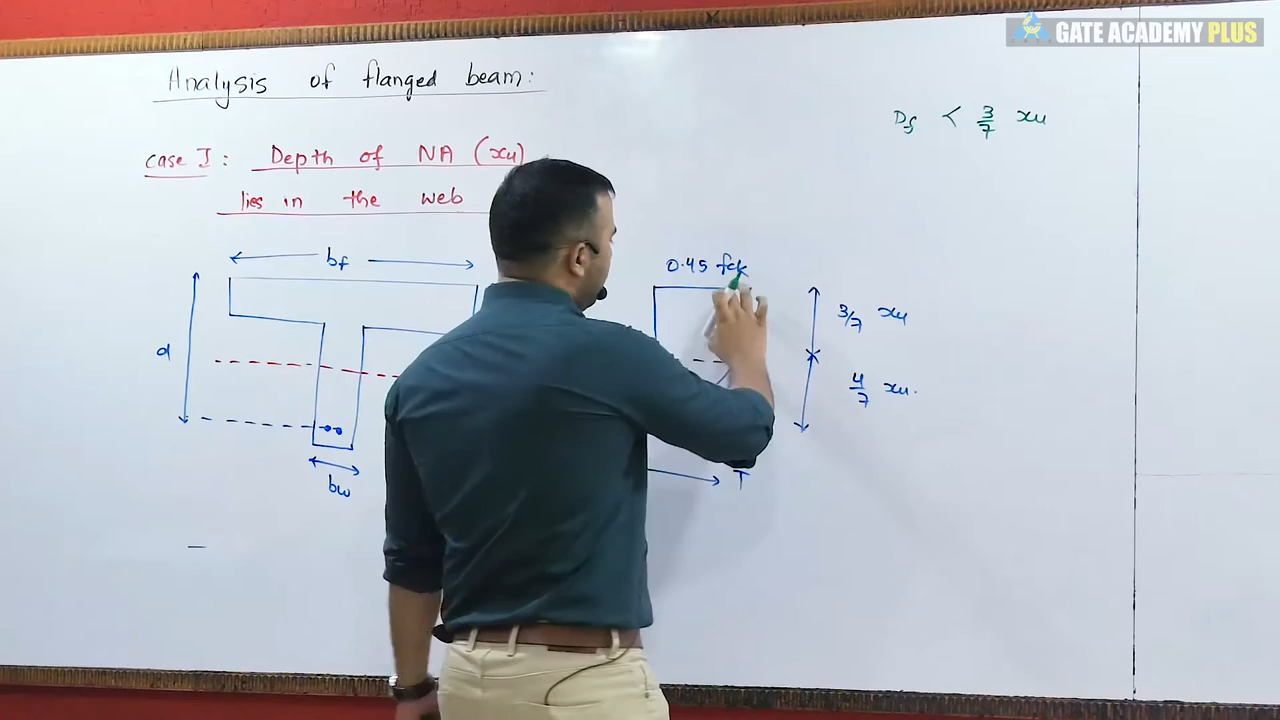 GATE ACADEMY PLUS
Analysis of flanged beam:
Df < 3/7 xu
case I: Depth of NA (xu)
lies in the web
bf
0.45 fck
3/7 xu
d
4/7 xu.
T
bw